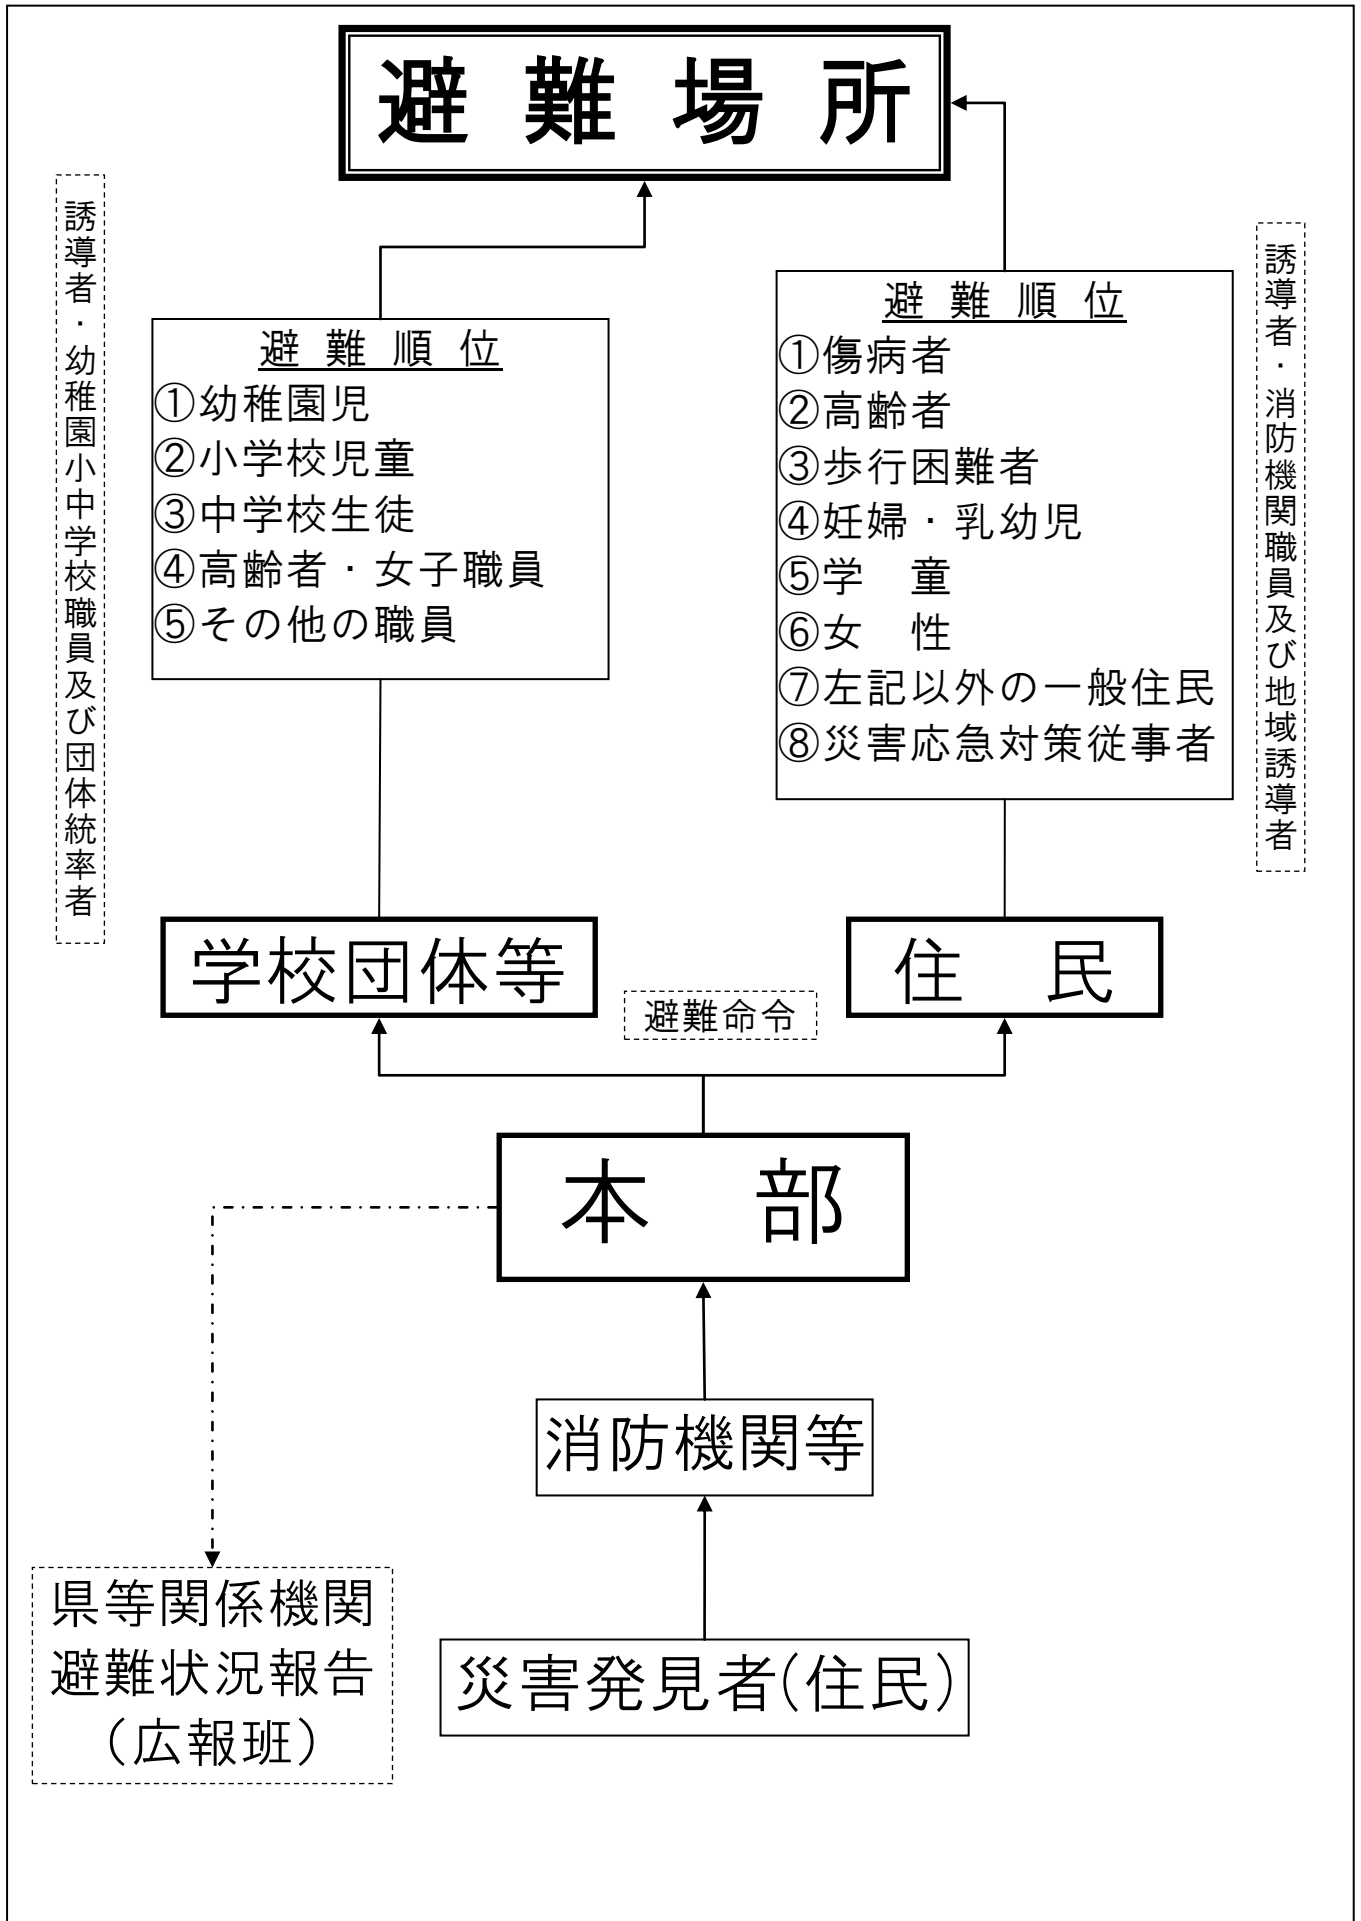 避 難 場 所
誘導者・幼稚園小中学校職員及び団体統率者
避 難 順 位
①幼稚園児
②小学校児童
③中学校生徒
④高齢者・女子職員
⑤その他の職員
避 難 順 位
①傷病者
②高齢者
③歩行困難者
④妊婦・乳幼児
⑤学　童
⑥女　性
⑦左記以外の一般住民
⑧災害応急対策従事者
誘導者・消防機関職員及び地域誘導者
学校団体等
住　民
避難命令
本　部
消防機関等
県等関係機関
避難状況報告
（広報班）
災害発見者(住民)